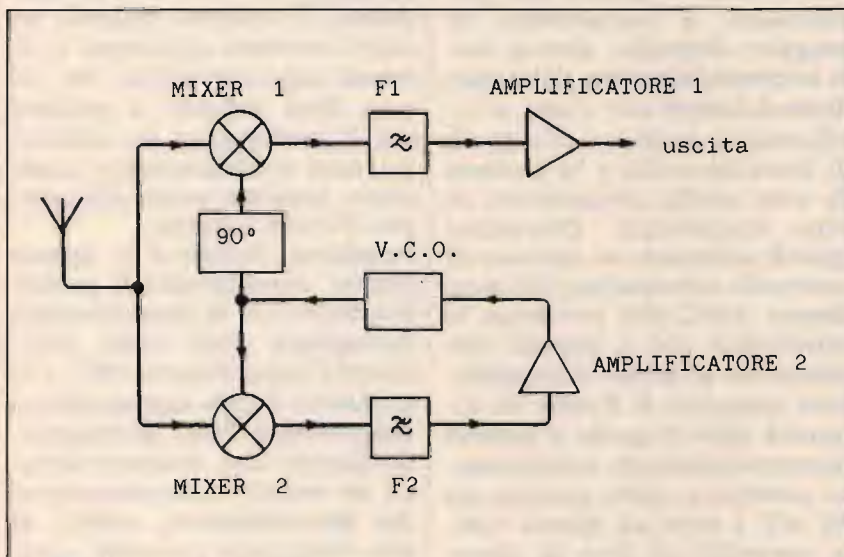 MIXER 1
F1
AMPLIFICATORE 1
≈
uscita
90°
V.C.O.
AMPLIFICATORE 2
≈
MIXER 2
F2